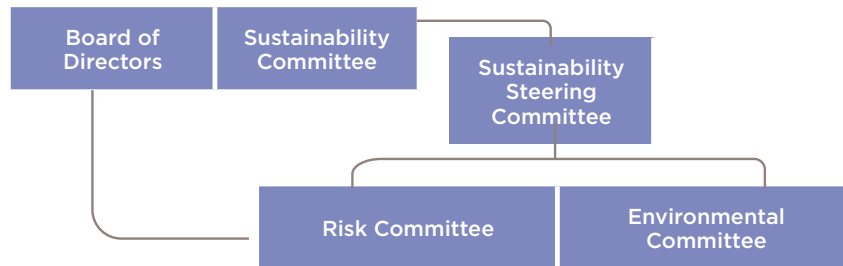 Board of
Directors
Sustainability
Committee
Sustainability
Steering
Committee
Risk Committee
Environmental
Committee